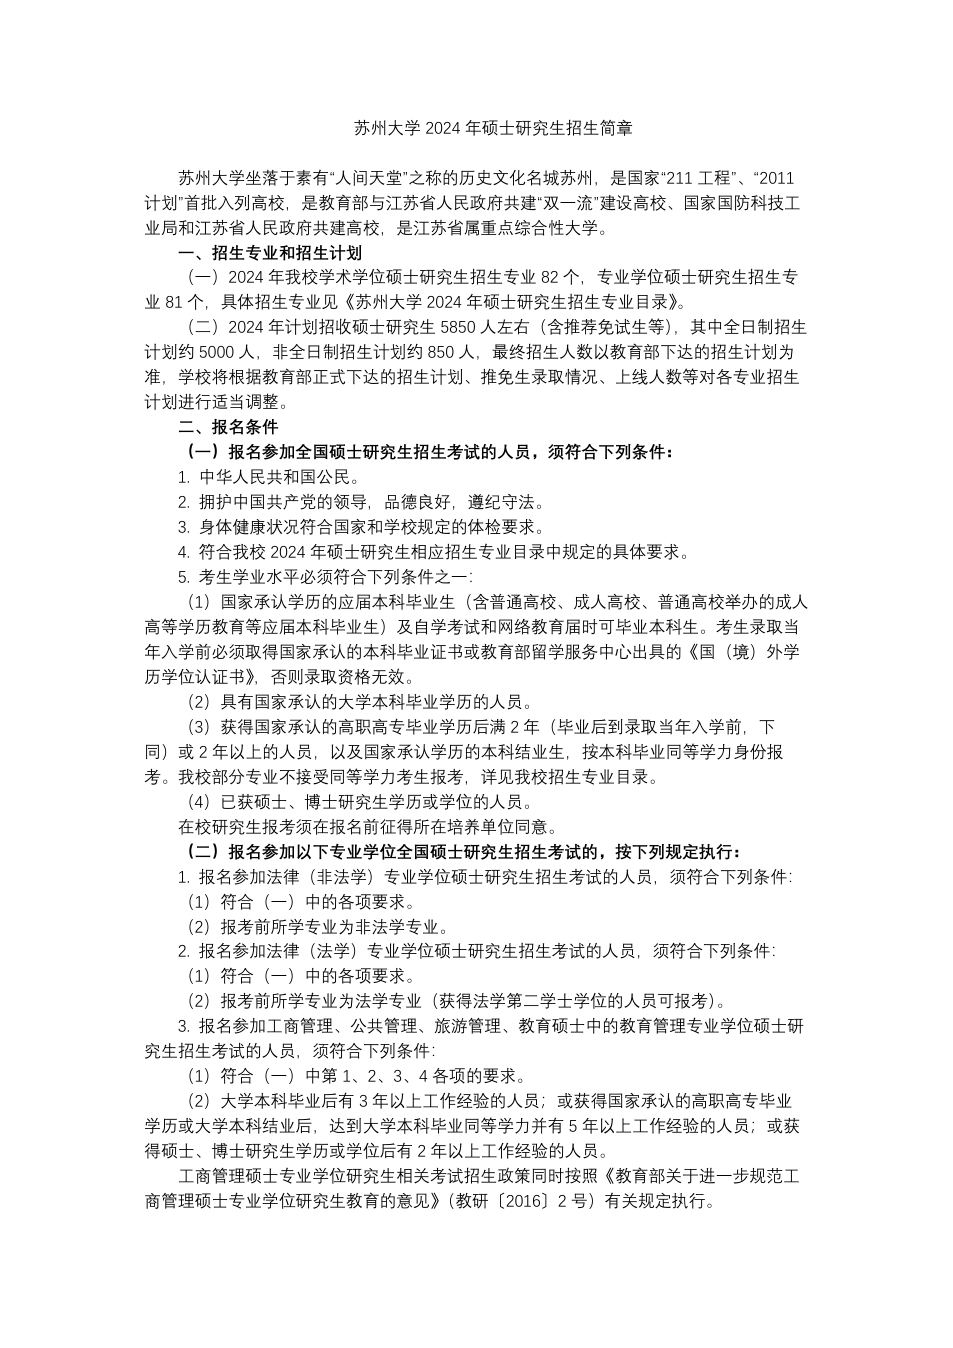 苏州大学 2024 年硕士研究生招生简章
苏州大学坐落于素有“人间天堂”之称的历史文化名城苏州，是国家“211 工程”、“2011
计划”首批入列高校，是教育部与江苏省人民政府共建“双一流”建设高校、国家国防科技工
业局和江苏省人民政府共建高校，是江苏省属重点综合性大学。
一、招生专业和招生计划
（一）2024 年我校学术学位硕士研究生招生专业 82 个，专业学位硕士研究生招生专
业 81 个，具体招生专业见《苏州大学 2024 年硕士研究生招生专业目录》。
（二）2024 年计划招收硕士研究生 5850 人左右（含推荐免试生等），其中全日制招生
计划约 5000 人，非全日制招生计划约 850 人，最终招生人数以教育部下达的招生计划为
准，学校将根据教育部正式下达的招生计划、推免生录取情况、上线人数等对各专业招生
计划进行适当调整。
二、报名条件
（一）报名参加全国硕士研究生招生考试的人员，须符合下列条件：
1. 中华人民共和国公民。
2. 拥护中国共产党的领导，品德良好，遵纪守法。
3. 身体健康状况符合国家和学校规定的体检要求。
4. 符合我校 2024 年硕士研究生相应招生专业目录中规定的具体要求。
5. 考生学业水平必须符合下列条件之一：
（1）国家承认学历的应届本科毕业生（含普通高校、成人高校、普通高校举办的成人
高等学历教育等应届本科毕业生）及自学考试和网络教育届时可毕业本科生。考生录取当
年入学前必须取得国家承认的本科毕业证书或教育部留学服务中心出具的《国（境）外学
历学位认证书》，否则录取资格无效。
（2）具有国家承认的大学本科毕业学历的人员。
（3）获得国家承认的高职高专毕业学历后满 2 年（毕业后到录取当年入学前，下
同）或 2 年以上的人员，以及国家承认学历的本科结业生，按本科毕业同等学力身份报
考。我校部分专业不接受同等学力考生报考，详见我校招生专业目录。
（4）已获硕士、博士研究生学历或学位的人员。
在校研究生报考须在报名前征得所在培养单位同意。
（二）报名参加以下专业学位全国硕士研究生招生考试的，按下列规定执行：
1. 报名参加法律（非法学）专业学位硕士研究生招生考试的人员，须符合下列条件：
（1）符合（一）中的各项要求。
（2）报考前所学专业为非法学专业。
2. 报名参加法律（法学）专业学位硕士研究生招生考试的人员，须符合下列条件：
（1）符合（一）中的各项要求。
（2）报考前所学专业为法学专业（获得法学第二学士学位的人员可报考）。
3. 报名参加工商管理、公共管理、旅游管理、教育硕士中的教育管理专业学位硕士研
究生招生考试的人员，须符合下列条件：
（1）符合（一）中第 1、2、3、4 各项的要求。
（2）大学本科毕业后有 3 年以上工作经验的人员；或获得国家承认的高职高专毕业
学历或大学本科结业后，达到大学本科毕业同等学力并有 5 年以上工作经验的人员；或获
得硕士、博士研究生学历或学位后有 2 年以上工作经验的人员。
工商管理硕士专业学位研究生相关考试招生政策同时按照《教育部关于进一步规范工
商管理硕士专业学位研究生教育的意见》（教研〔2016〕2 号）有关规定执行。